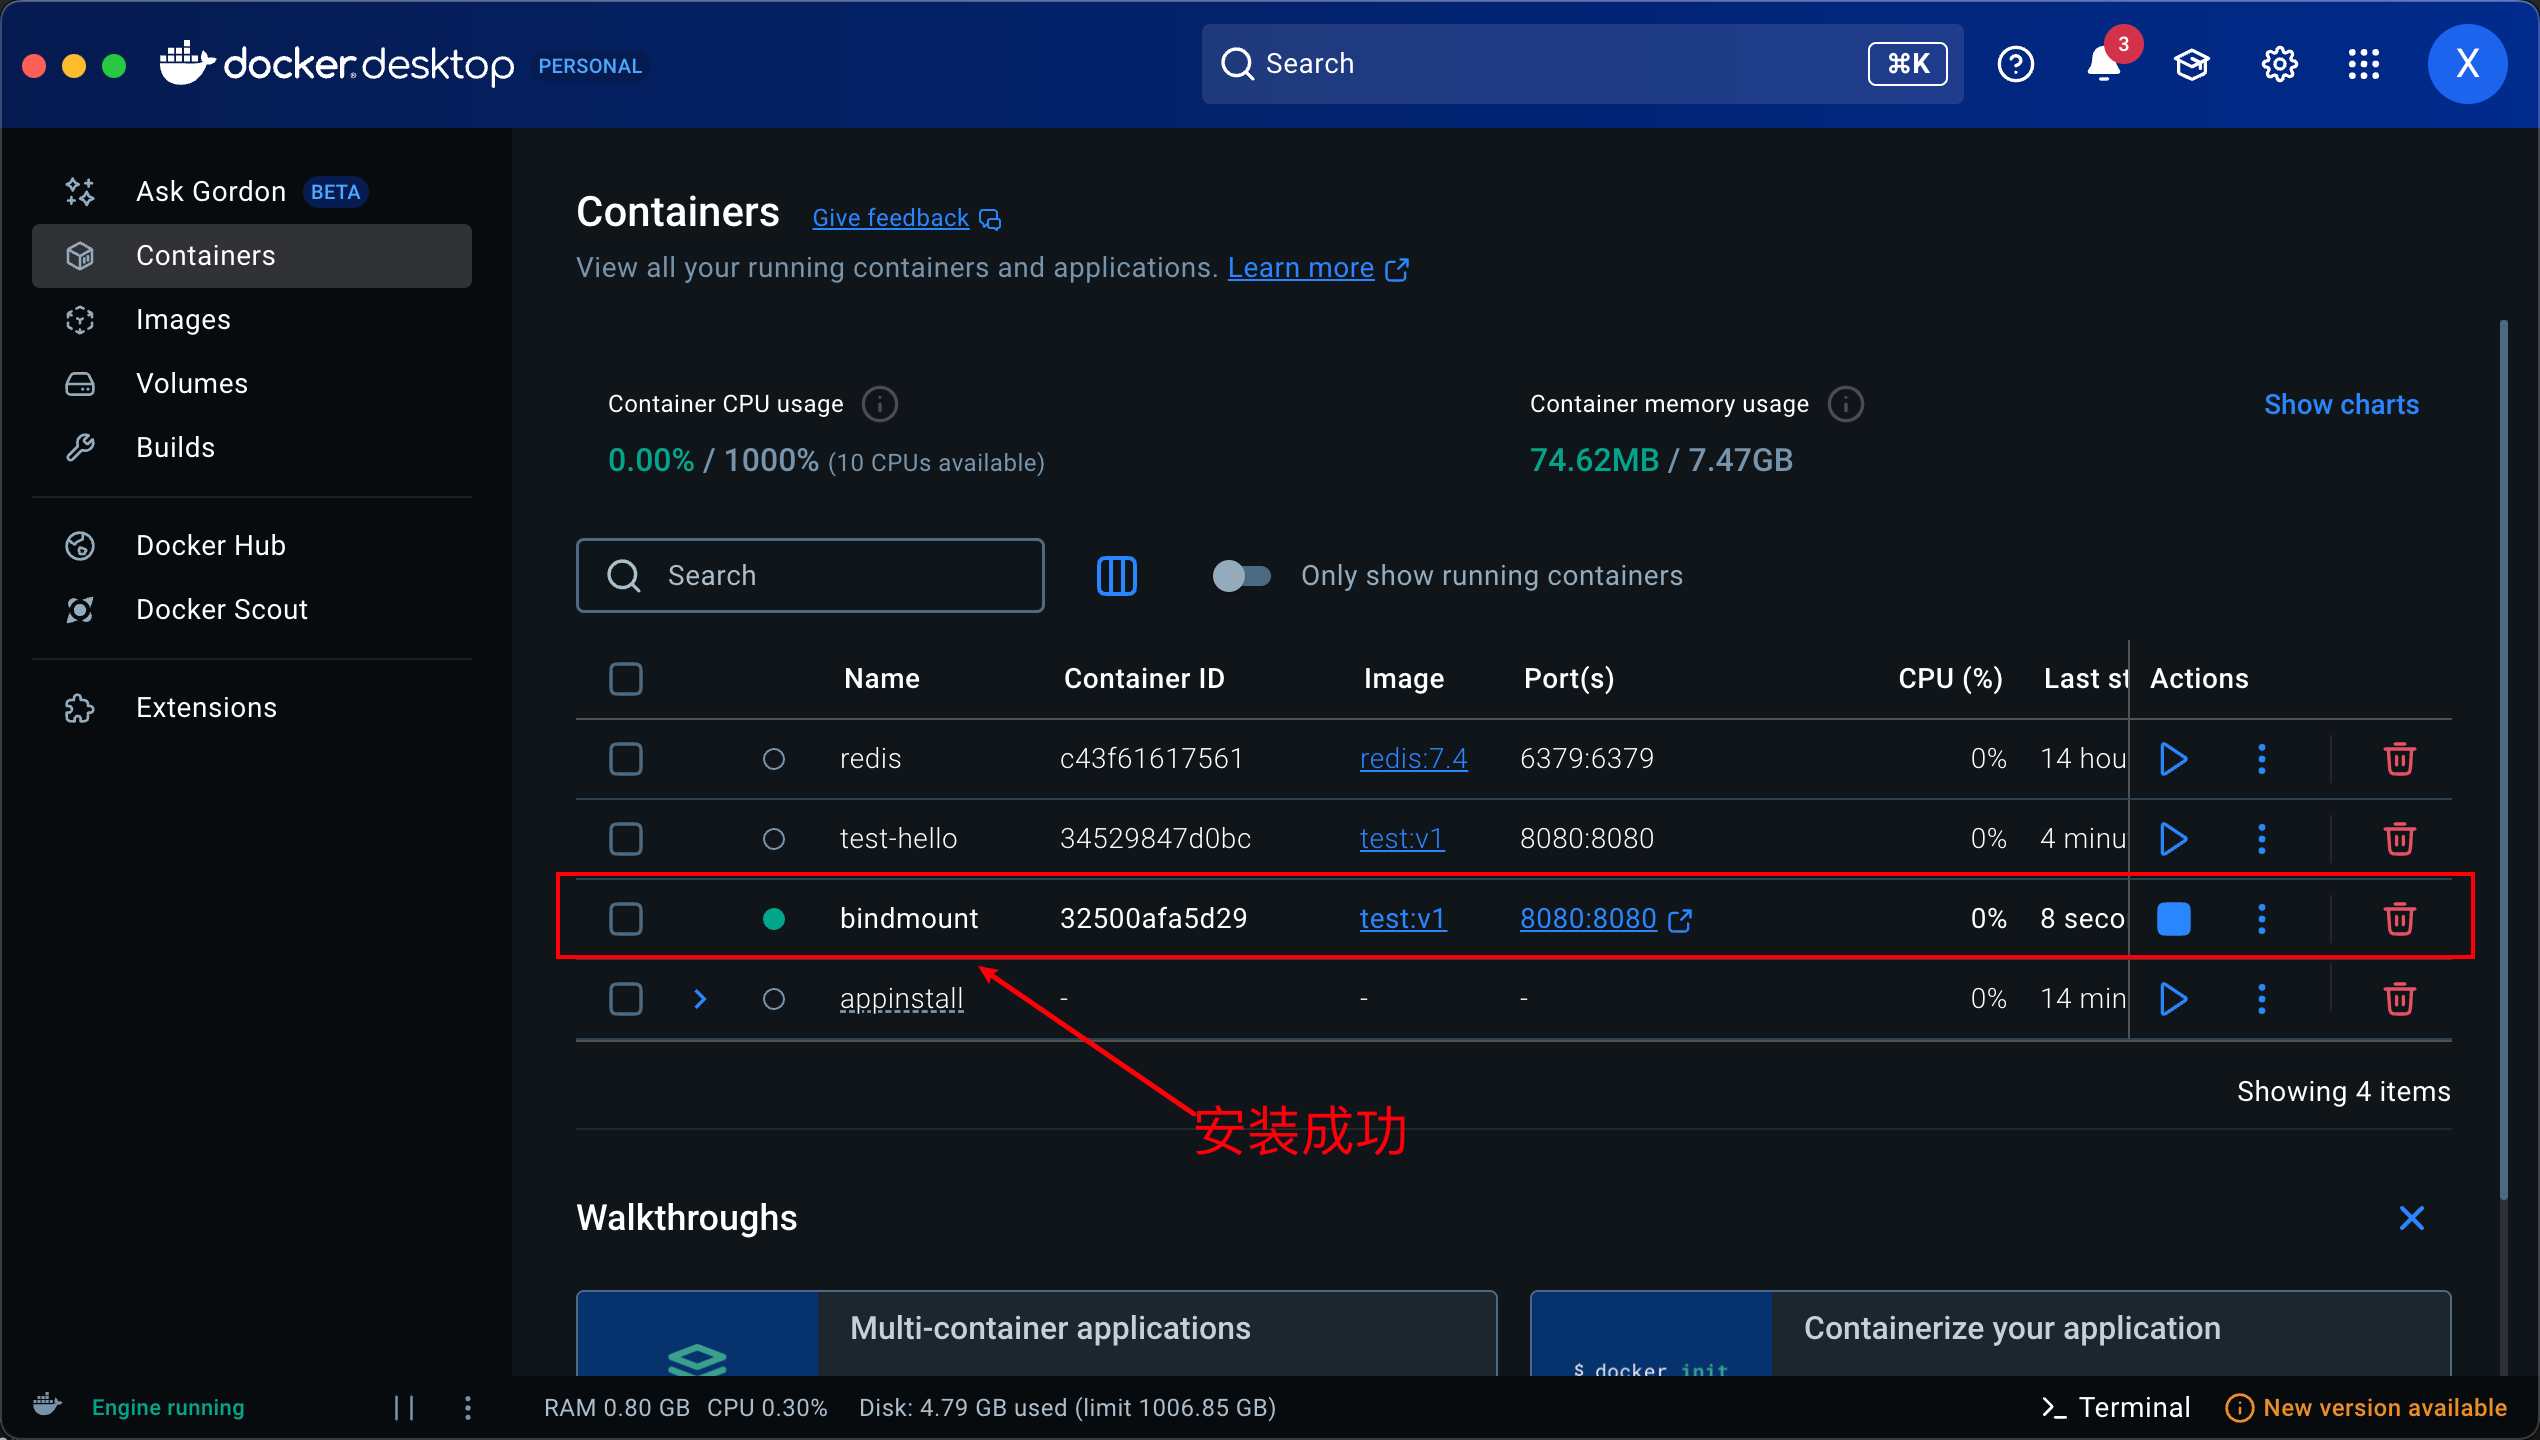 docker desktop PERSONAL
Search ⌘K
3
X
Ask Gordon BETA
Containers
Images
Volumes
Builds
Docker Hub
Docker Scout
Extensions
Containers Give feedback
View all your running containers and applications. Learn more
Container CPU usage
0.00% / 1000% (10 CPUs available)
Container memory usage
74.62MB / 7.47GB
Show charts
Search
Only show running containers
Name Container ID Image Port(s) CPU (%) Last st Actions
redis c43f61617561 redis:7.4 6379:6379 0% 14 hou
test-hello 34529847d0bc test:v1 8080:8080 0% 4 minu
bindmount 32500afa5d29 test:v1 8080:8080 0% 8 seco
appinstall - - - 0% 14 min
Showing 4 items
安装成功
Walkthroughs
Multi-container applications
Containerize your application
$ docker init
Engine running
RAM 0.80 GB CPU 0.30% Disk: 4.79 GB used (limit 1006.85 GB)
Terminal
New version available